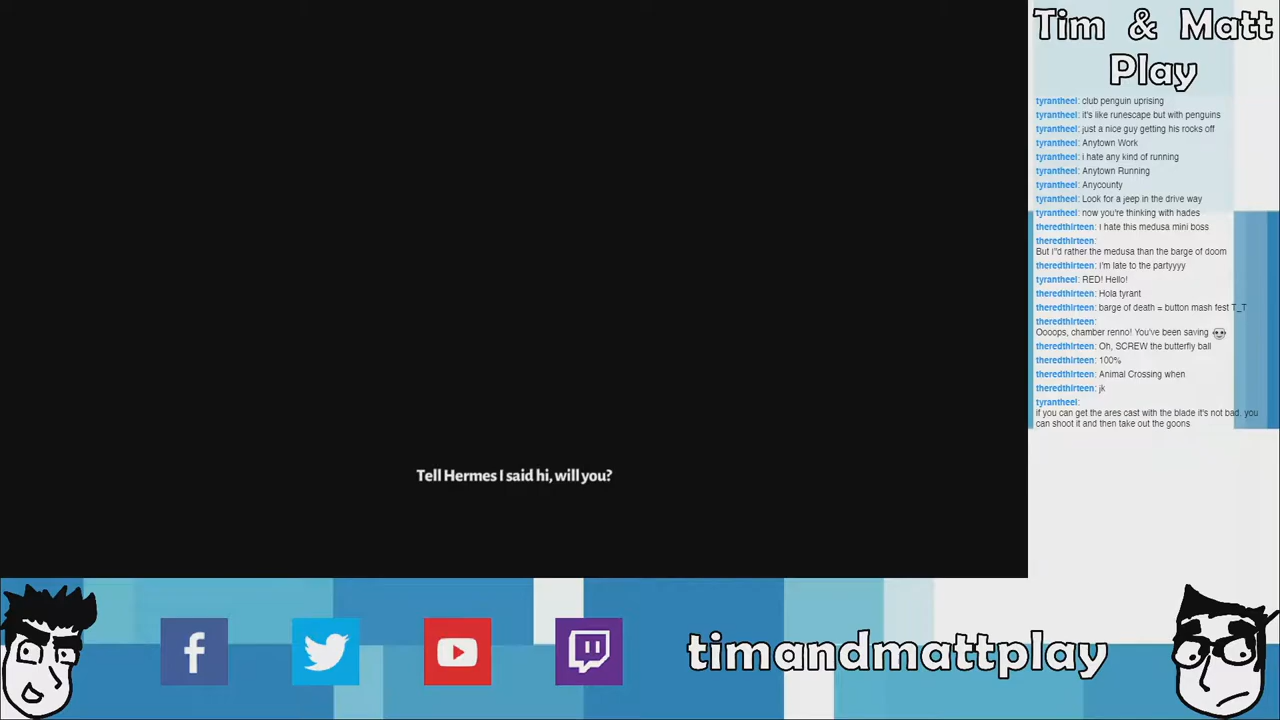 Tim & Matt
Play
tyrantheel: club penguin uprising
tyrantheel: it's like runescape but with penguins
tyrantheel: just a nice guy getting his rocks off
tyrantheel: Anytown Work
tyrantheel: i hate any kind of running
tyrantheel: Anytown Running
tyrantheel: Anycounty
tyrantheel: Look for a jeep in the drive way
tyrantheel: now you're thinking with hades
theredthirteen: I hate this medusa mini boss
theredthirteen:
But i"d rather the medusa than the barge of doom
theredthirteen: I'm late to the partyyyy
tyrantheel: RED! Hello!
theredthirteen: Hola tyrant
theredthirteen: barge of death = button mash fest T_T
theredthirteen:
Oooops, chamber renno! You've been saving
theredthirteen: Oh, SCREW the butterfly ball
theredthirteen: 100%
theredthirteen: Animal Crossing when
theredthirteen: jk
tyrantheel:
if you can get the ares cast with the blade it's not bad. you
can shoot it and then take out the goons
Tell Hermes I said hi, will you?
timandmattplay